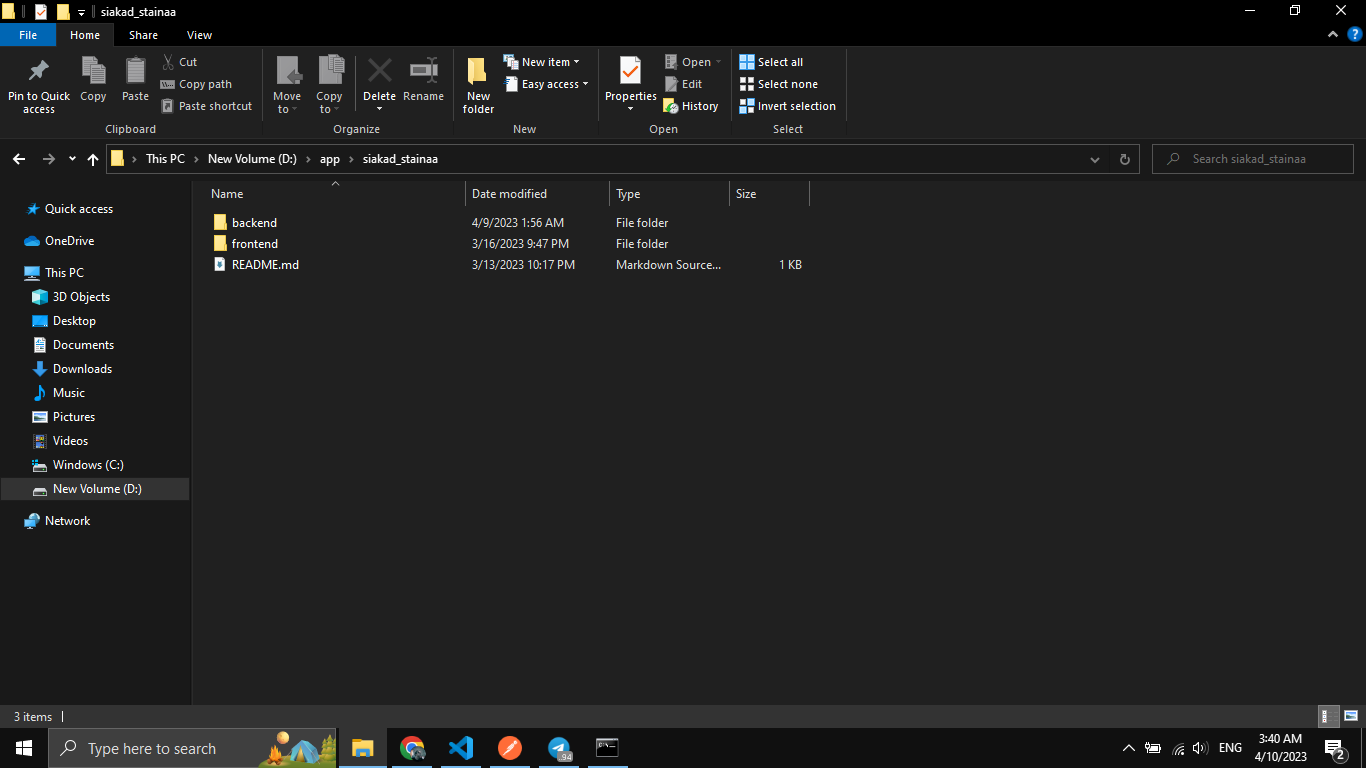 siakad_stainaa
File Home Share View
Pin to Quick access
Copy
Paste
Cut
Copy path
Paste shortcut
Move to
Copy to
Delete
Rename
New folder
New item
Easy access
Properties
Open
Edit
History
Select all
Select none
Invert selection
Clipboard Organize New Open Select
This PC New Volume (D:) app siakad_stainaa
Search siakad_stainaa
Name Date modified Type Size
backend 4/9/2023 1:56 AM File folder
frontend 3/16/2023 9:47 PM File folder
README.md 3/13/2023 10:17 PM Markdown Source... 1 KB
Quick access
OneDrive
This PC
3D Objects
Desktop
Documents
Downloads
Music
Pictures
Videos
Windows (C:)
New Volume (D:)
Network
3 items
Type here to search
.94
ENG
3:40 AM
4/10/2023
2